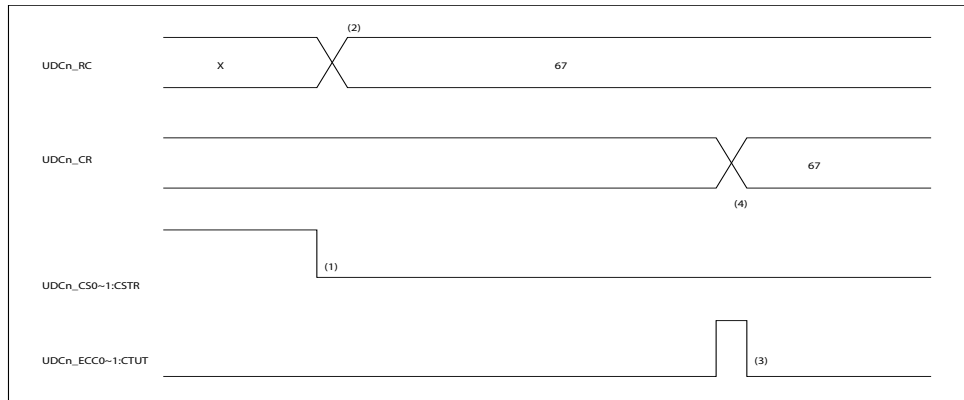 (2)
UDCn_RC X 67
UDCn_CR 67
(4)
(1)
UDCn_CS0~1:CSTR
UDCn_ECC0~1:CTUT (3)